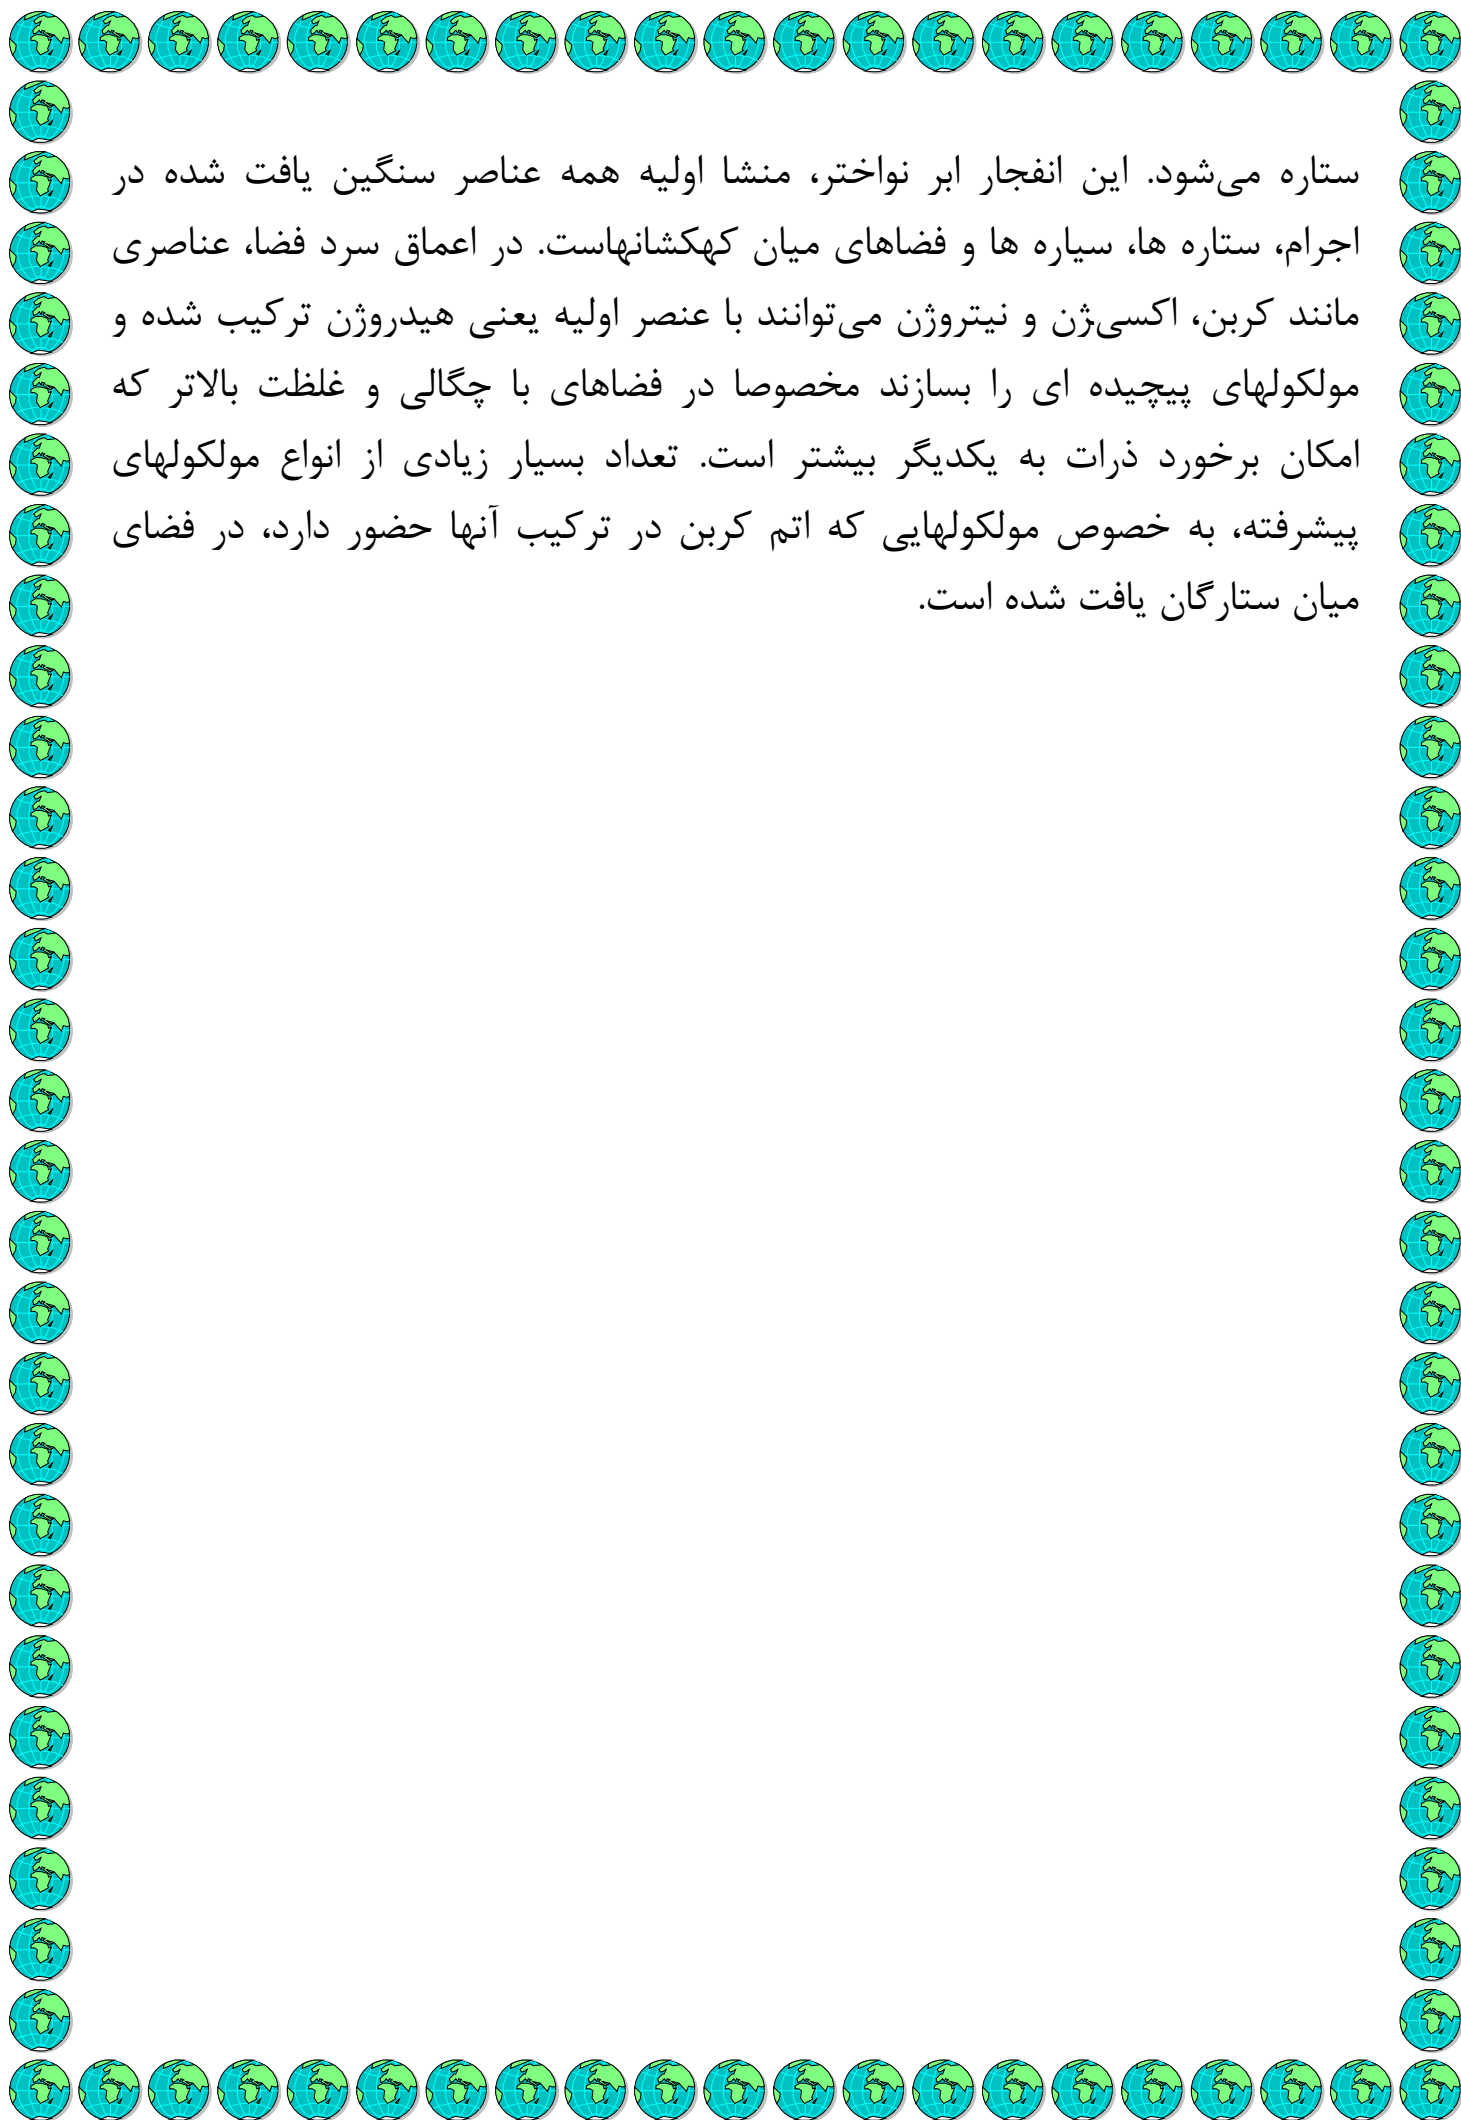 ستاره می‌شود. این انفجار ابر نواختر، منشا اولیه همه عناصر سنگین یافت شده در
اجرام، ستاره ها، سیاره ها و فضاهای میان کهکشانهاست. در اعماق سرد فضا، عناصری
مانند کربن، اکسی‍ژن و نیتروژن می‌توانند با عنصر اولیه یعنی هیدروژن ترکیب شده و
مولکولهای پیچیده ای را بسازند مخصوصا در فضاهای با چگالی و غلظت بالاتر که
امکان برخورد ذرات به یکدیگر بیشتر است. تعداد بسیار زیادی از انواع مولکولهای
پیشرفته، به خصوص مولکولهایی که اتم کربن در ترکیب آنها حضور دارد، در فضای
میان ستارگان یافت شده است.